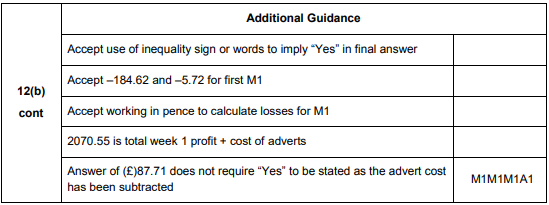 Additional Guidance
12(b)
cont
Accept use of inequality sign or words to imply “Yes” in final answer
Accept –184.62 and –5.72 for first M1
Accept working in pence to calculate losses for M1
2070.55 is total week 1 profit + cost of adverts
Answer of (£)87.71 does not require “Yes” to be stated as the advert cost
has been subtracted
M1M1M1A1